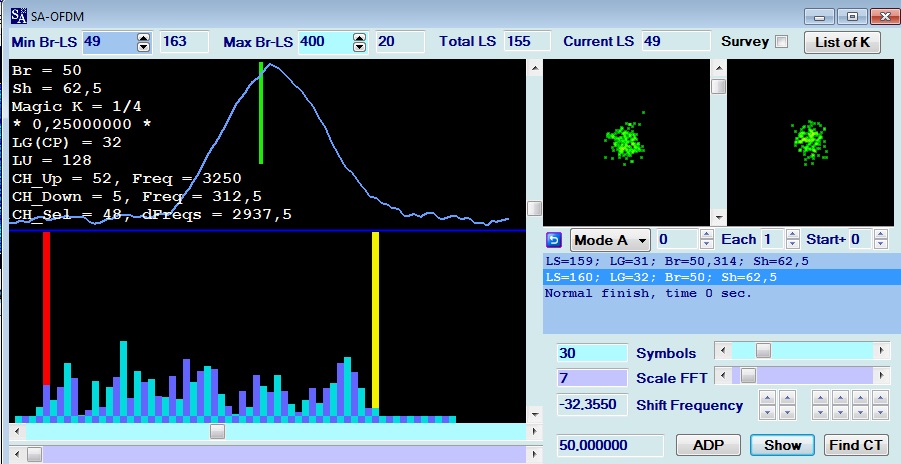 SA SA-OFDM
Min Br-LS 49 163 Max Br-LS 400 20 Total LS 155 Current LS 49 Survey List of K
Br = 50
Sh = 62,5
Magic K = 1/4
* 0,25000000 *
LG(CP) = 32
LU = 128
CH_Up = 52, Freq = 3250
CH_Down = 5, Freq = 312,5
CH_Sel = 48, dFreqs = 2937,5
Mode A 0 Each 1 Start+ 0
LS=159; LG=31; Br=50,314; Sh=62,5
LS=160; LG=32; Br=50; Sh=62,5
Normal finish, time 0 sec.
30 Symbols
7 Scale FFT
-32,3550 Shift Frequency
50,000000 ADP Show Find CT